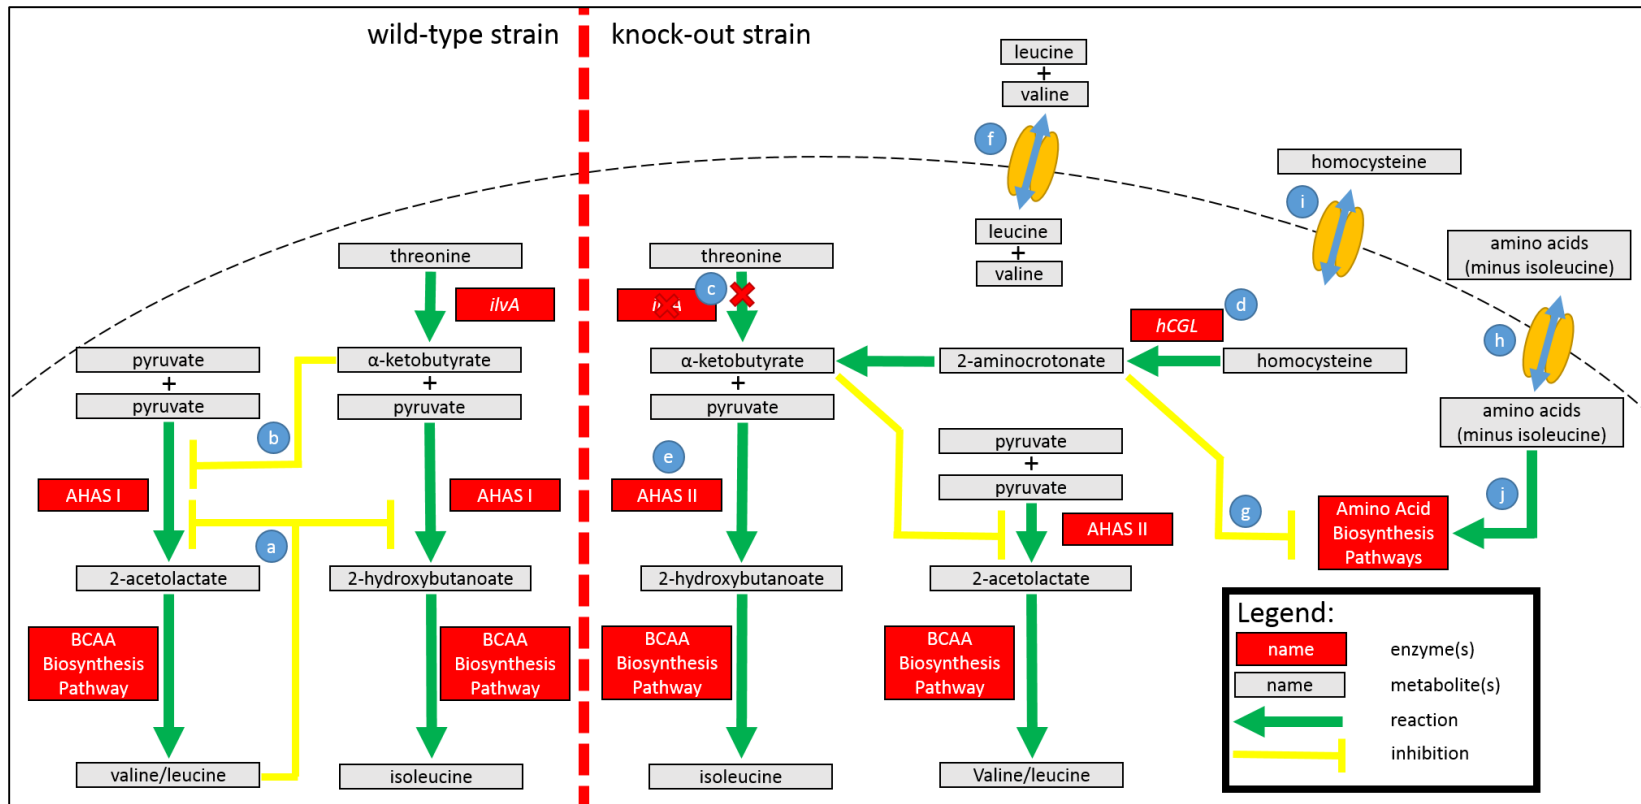 wild-type strain
knock-out strain
leucine
+
valine
f
homocysteine
i
leucine
+
valine
amino acids
(minus isoleucine)
threonine
threonine
ilvA
c
d
hCGL
h
pyruvate
+
pyruvate
α-ketobutyrate
+
pyruvate
α-ketobutyrate
+
pyruvate
2-aminocrotonate
homocysteine
amino acids
(minus isoleucine)
b
e
pyruvate
+
pyruvate
AHAS I
AHAS I
AHAS II
AHAS II
g
j
Amino Acid
Biosynthesis
Pathways
a
2-acetolactate
2-hydroxybutanoate
2-hydroxybutanoate
2-acetolactate
BCAA
Biosynthesis
Pathway
BCAA
Biosynthesis
Pathway
BCAA
Biosynthesis
Pathway
BCAA
Biosynthesis
Pathway
valine/leucine
isoleucine
isoleucine
Valine/leucine
Legend:
name
enzyme(s)
name
metabolite(s)
reaction
inhibition